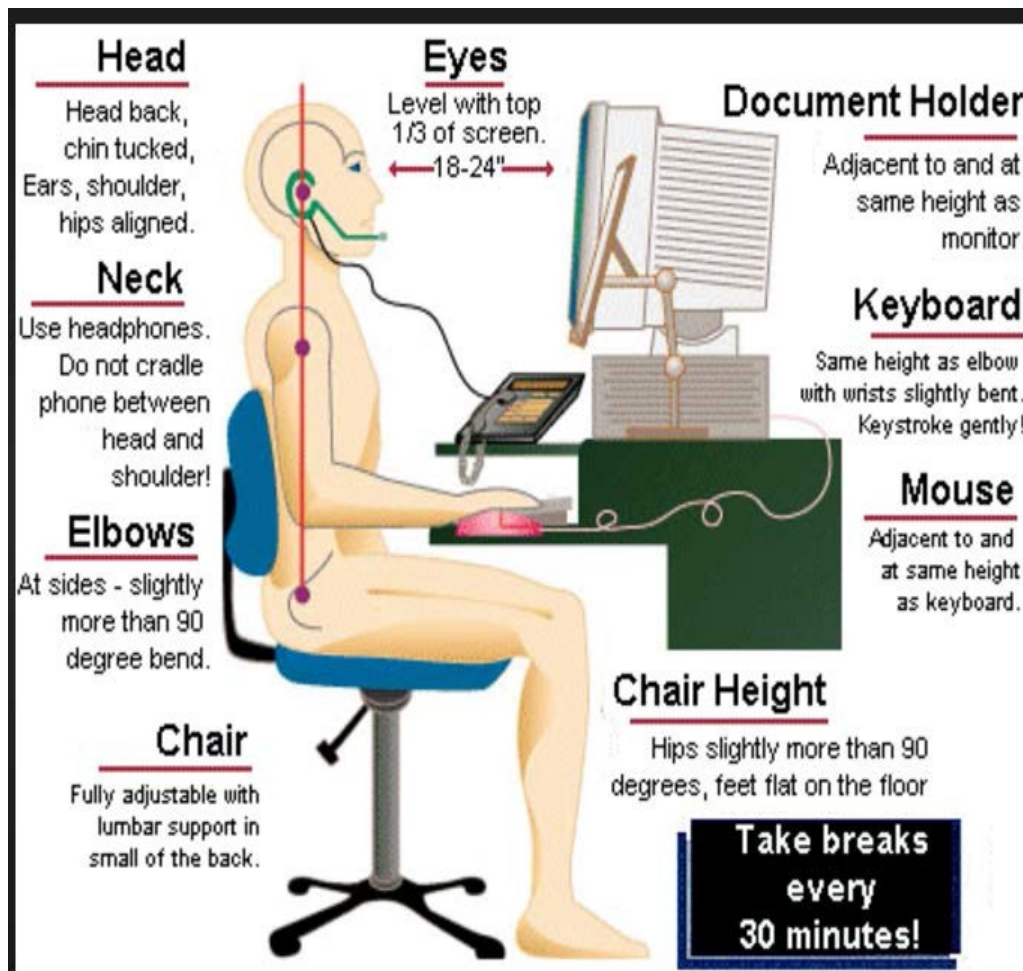 Head
Head back,
chin tucked,
Ears, shoulder,
hips aligned.
Neck
Use headphones.
Do not cradle
phone between
head and
shoulder!
Elbows
At sides - slightly
more than 90
degree bend.
Chair
Fully adjustable with
lumbar support in
small of the back.
Eyes
Level with top
1/3 of screen.
18-24"
Document Holder
Adjacent to and at
same height as
monitor
Keyboard
Same height as elbow
with wrists slightly bent.
Keystroke gently!
Mouse
Adjacent to and
at same height
as keyboard.
Chair Height
Hips slightly more than 90
degrees, feet flat on the floor
Take breaks
every
30 minutes!